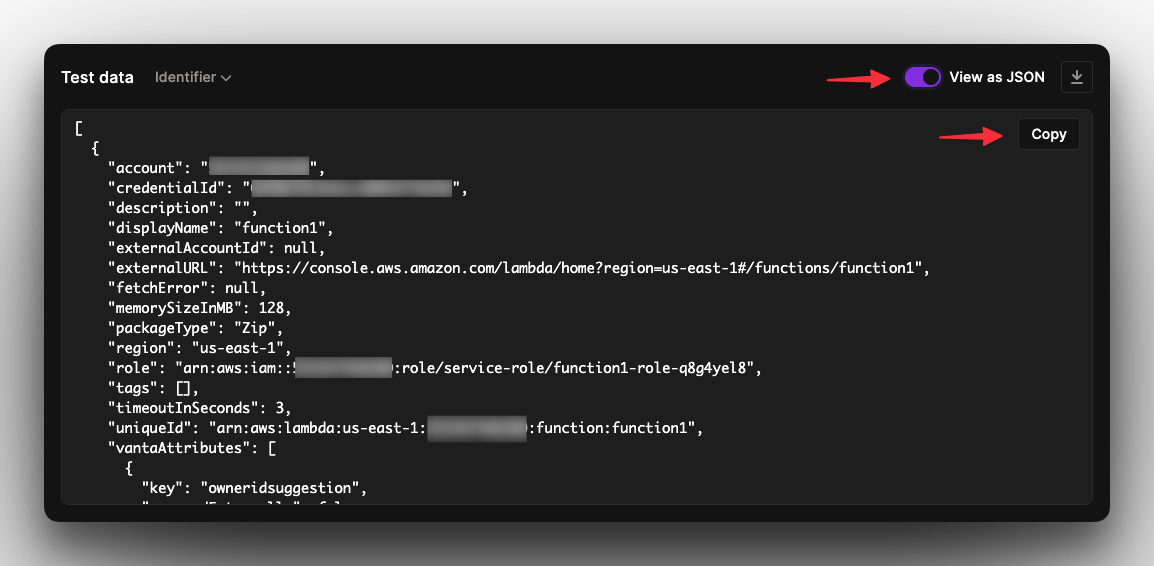 Test data Identifier View as JSON
Copy
[
{
"account": " ",
"credentialId": " ",
"description": "",
"displayName": "function1",
"externalAccountId": null,
"externalURL": "https://console.aws.amazon.com/lambda/home?region=us-east-1#/functions/function1",
"fetchError": null,
"memorySizeInMB": 128,
"packageType": "Zip",
"region": "us-east-1",
"role": "arn:aws:iam:: :role/service-role/function1-role-q8g4yel8",
"tags": [],
"timeoutInSeconds": 3,
"uniqueId": "arn:aws:lambda:us-east-1: :function:function1",
"vantaAttributes": [
{
"key": "owneridsuggestion",